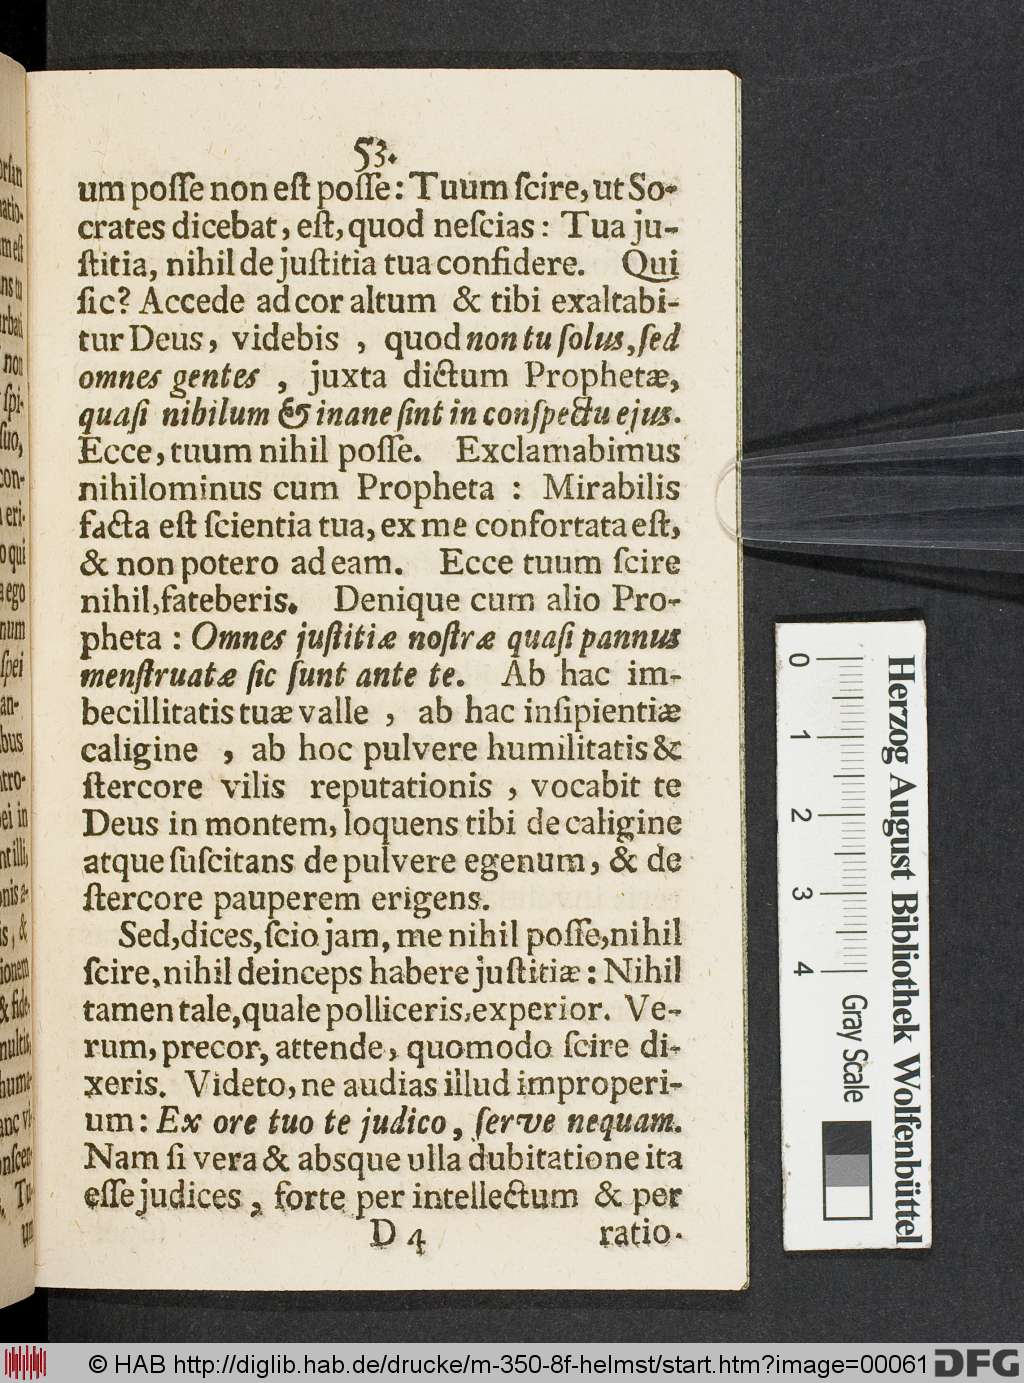 53.
um poſſe non eſt poſſe: Tuum ſcire, ut So-
crates dicebat, eſt, quod neſcias: Tua ju-
ſtitia, nihil de juſtitia tua confidere. Qui
ſic? Accede ad cor altum & tibi exaltabi-
tur Deus, videbis , quod non tu ſolus, ſed
omnes gentes , juxta dictum Prophetæ,
quaſi nihilum & inane ſint in conſpectu ejus.
Ecce, tuum nihil poſſe. Exclamabimus
nihilominus cum Propheta : Mirabilis
facta eſt ſcientia tua, ex me confortata eſt,
& non potero ad eam. Ecce tuum ſcire
nihil, fateberis. Denique cum alio Pro-
pheta : Omnes juſtitiæ noſtræ quaſi pannus
menſtruatæ ſic ſunt ante te. Ab hac im-
becillitatis tuæ valle , ab hac inſipientiæ
caligine , ab hoc pulvere humilitatis &
ſtercore vilis reputationis , vocabit te
Deus in montem, loquens tibi de caligine
atque ſuſcitans de pulvere egenum, & de
ſtercore pauperem erigens.
Sed, dices, ſcio jam, me nihil poſſe, nihil
ſcire, nihil deinceps habere juſtitiæ: Nihil
tamen tale, quale polliceris, experior. Ve-
rum, precor, attende, quomodo ſcire di-
xeris. Videto, ne audias illud improperi-
um: Ex ore tuo te judico, ſerve nequam.
Nam ſi vera & absque ulla dubitatione ita
eſſe judices , forte per intellectum & per
D 4 ratio-
0 1 2 3 4
Gray Scale
Herzog August Bibliothek Wolfenbüttel
© HAB http://diglib.hab.de/drucke/m-350-8f-helmst/start.htm?image=00061 DFG